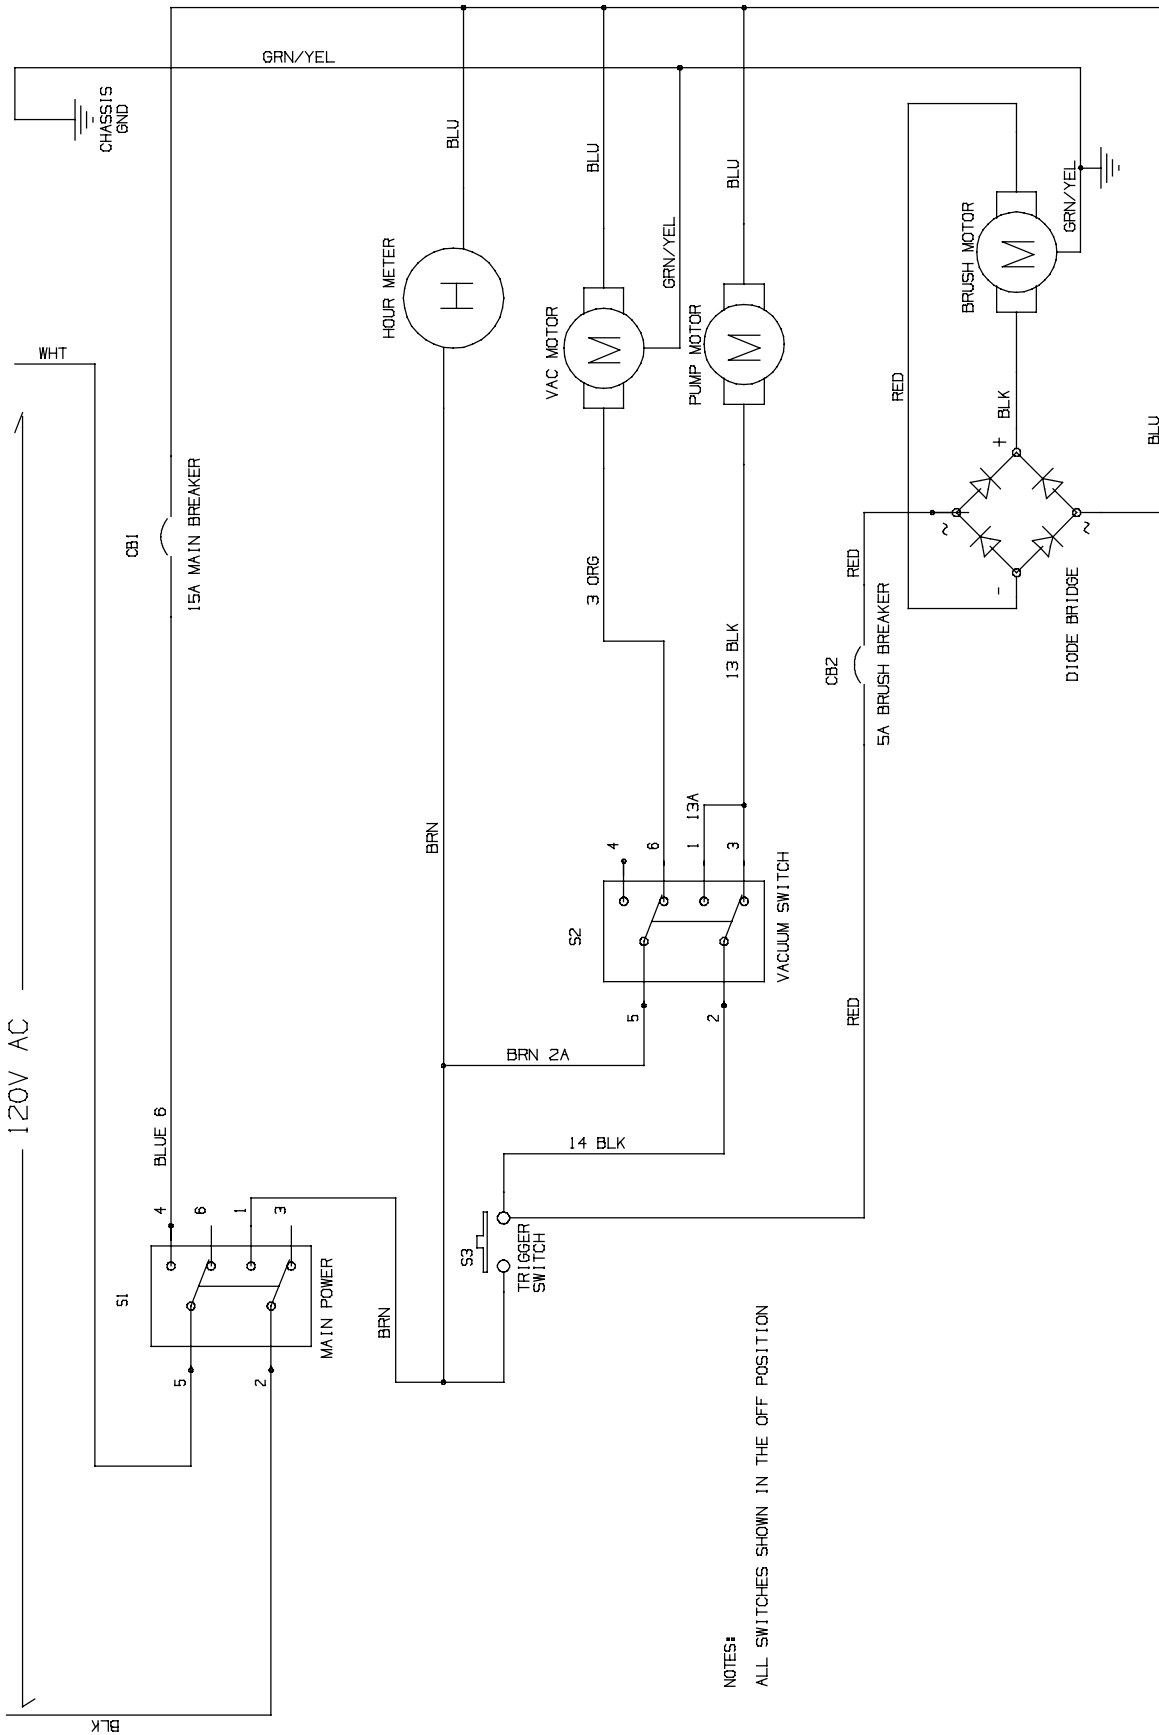 120V AC
BLK
WHT
S1
5
2
4
6
1
3
MAIN POWER
BLUE 6
CB1
15A MAIN BREAKER
GRN/YEL
CHASSIS
GND
BRN
BRN
HOUR METER
H
BLU
S3
TRIGGER
SWITCH
BRN 2A
14 BLK
S2
5
2
4
6
1
3
13A
VACUUM SWITCH
3 ORG
VAC MOTOR
M
BLU
GRN/YEL
13 BLK
PUMP MOTOR
M
BLU
RED
CB2
5A BRUSH BREAKER
RED
RED
~
+
-
~
DIODE BRIDGE
BLK
BRUSH MOTOR
M
GRN/YEL
BLU
NOTES:
ALL SWITCHES SHOWN IN THE OFF POSITION